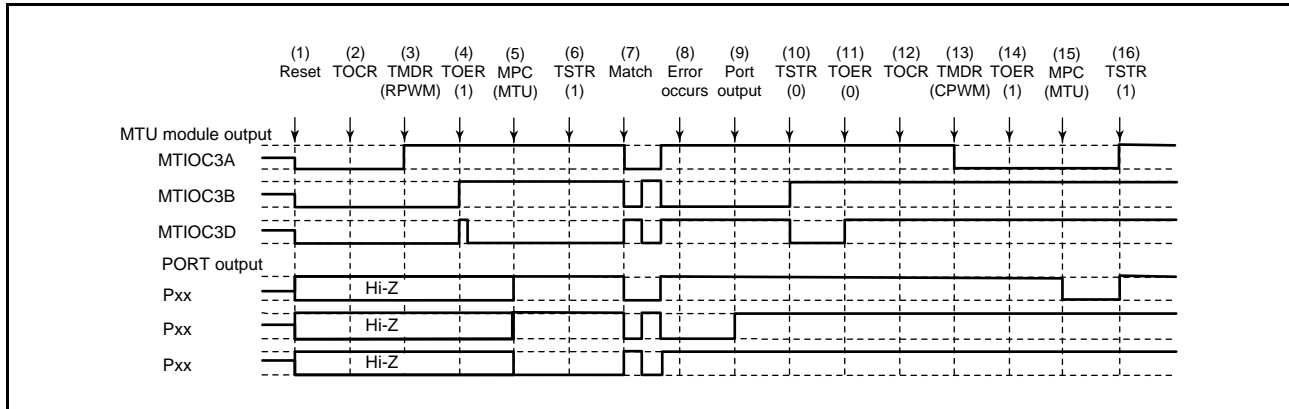 (1) (2) (3) (4) (5) (6) (7) (8) (9) (10) (11) (12) (13) (14) (15) (16)
Reset TOCR TMDR TOER MPC TSTR Match Error Port TSTR TOER TOCR TMDR TOER MPC TSTR
(RPWM) (1) (MTU) (1) occurs output (0) (0) (CPWM) (1) (MTU) (1)
MTU module output
MTIOC3A
MTIOC3B
MTIOC3D
PORT output
Pxx Hi-Z
Pxx Hi-Z
Pxx Hi-Z